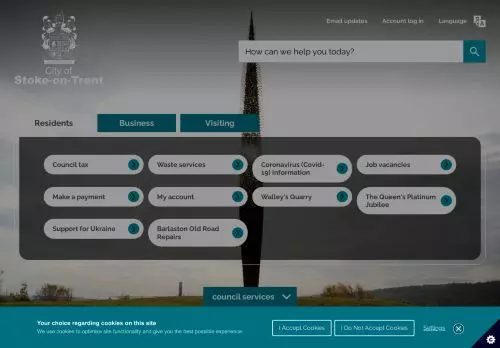 Email updates
Account log in
Language
City of
Stoke-on-Trent
How can we help you today?
Residents
Business
Visiting
Council tax
Waste services
Coronavirus (Covid-
19) information
Job vacancies
Make a payment
My account
Walley's Quarry
The Queen's Platinum
Jubilee
Support for Ukraine
Barlaston Old Road
Repairs
council services
Your choice regarding cookies on this site
We use cookies to optimise site functionality and give you the best possible experience.
I Accept Cookies
I Do Not Accept Cookies
Settings